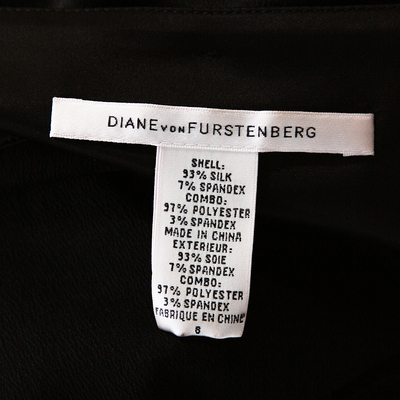 DIANE VON FURSTENBERG
SHELL:
93% SILK
7% SPANDEX
COMBO:
97% POLYESTER
3% SPANDEX
MADE IN CHINA
EXTERIEUR:
93% SOIE
7% SPANDEX
COMBO:
97% POLYESTER
3% SPANDEX
FABRIQUE EN CHINE
6